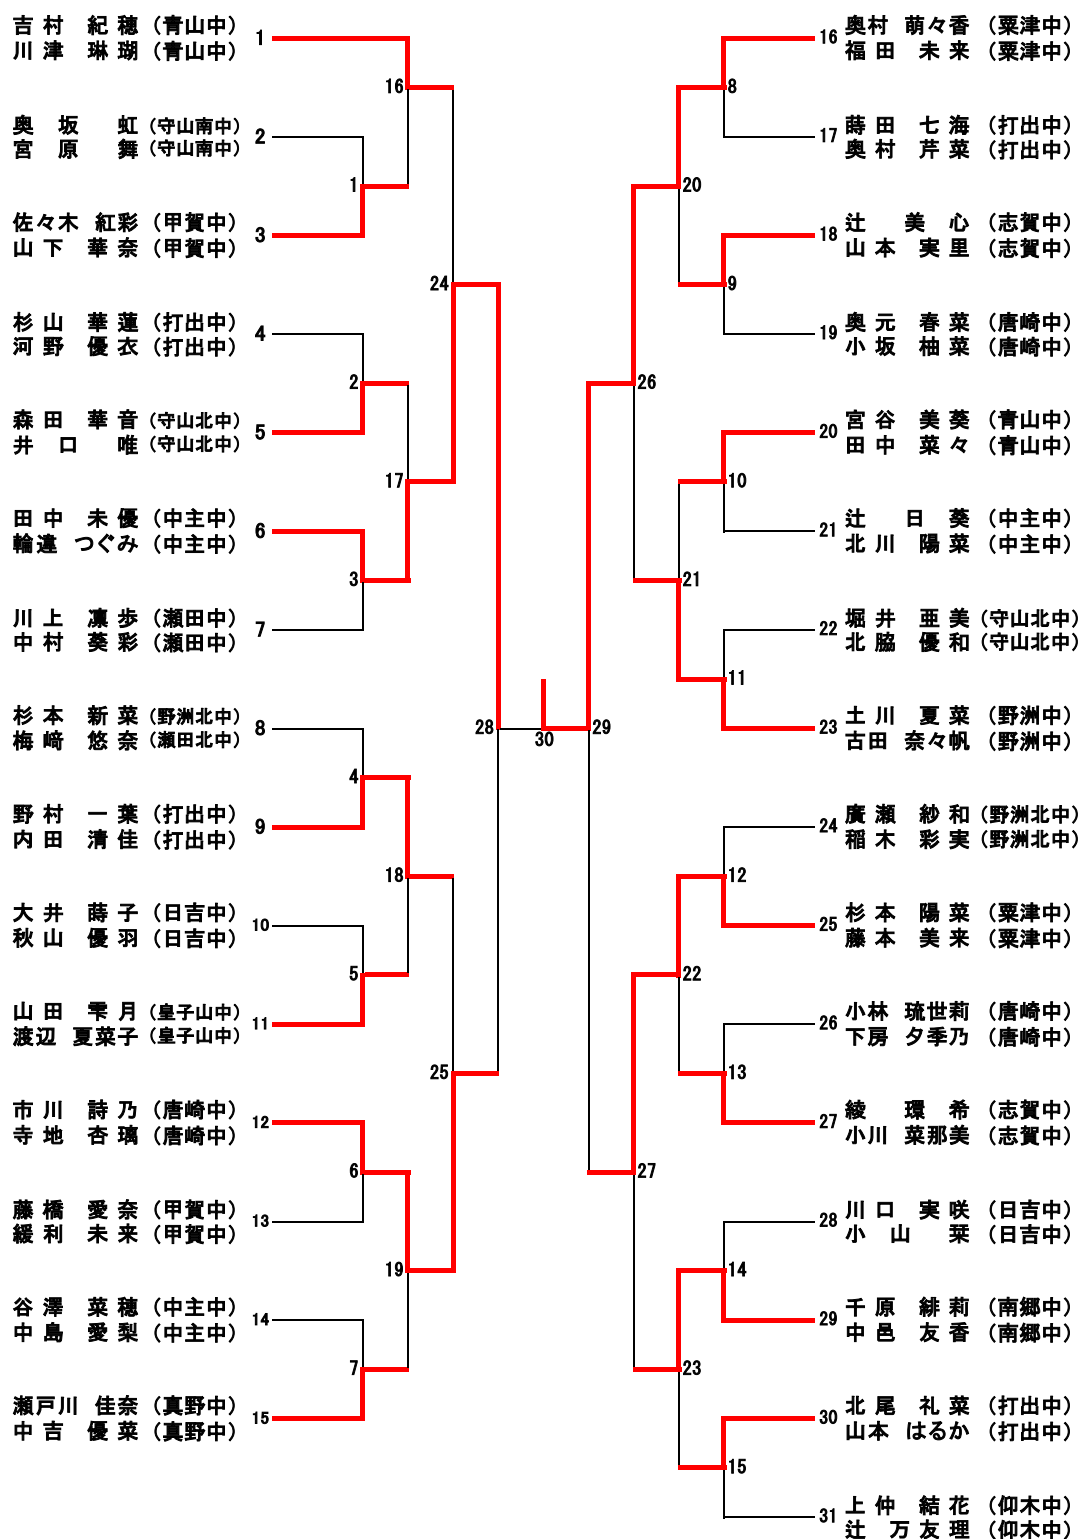 吉村 紀穂（青山中）
川津 琳瑚（青山中）
1
奥坂 虹（守山南中）
宮原 舞（守山南中）
2
佐々木 紅彩（甲賀中）
山下 華奈（甲賀中）
3
杉山 華蓮（打出中）
河野 優衣（打出中）
4
森田 華音（守山北中）
井口 唯（守山北中）
5
田中 未優（中主中）
輪違 つぐみ（中主中）
6
川上 凛歩（瀬田中）
中村 葵彩（瀬田中）
7
杉本 新菜（野洲北中）
梅﨑 悠奈（瀬田北中）
8
野村 一葉（打出中）
内田 清佳（打出中）
9
大井 蒔子（日吉中）
秋山 優羽（日吉中）
10
山田 雫月（皇子山中）
渡辺 夏菜子（皇子山中）
11
市川 詩乃（唐崎中）
寺地 杏璃（唐崎中）
12
藤橋 愛奈（甲賀中）
緩利 未来（甲賀中）
13
谷澤 菜穂（中主中）
中島 愛梨（中主中）
14
瀬戸川 佳奈（真野中）
中吉 優菜（真野中）
15
16
1
24
2
17
3
28
4
18
5
25
6
19
7
30
29
8
20
9
26
10
21
11
12
22
13
27
14
23
15
16
奥村 萌々香（粟津中）
福田 未来（粟津中）
17
蒔田 七海（打出中）
奥村 芹菜（打出中）
18
辻 美心（志賀中）
山本 実里（志賀中）
19
奥元 春菜（唐崎中）
小坂 柚菜（唐崎中）
20
宮谷 美葵（青山中）
田中 菜々（青山中）
21
辻 日葵（中主中）
北川 陽菜（中主中）
22
堀井 亜美（守山北中）
北脇 優和（守山北中）
23
土川 夏菜（野洲中）
古田 奈々帆（野洲中）
24
廣瀬 紗和（野洲北中）
稲木 彩実（野洲北中）
25
杉本 陽菜（粟津中）
藤本 美来（粟津中）
26
小林 琉世莉（唐崎中）
下房 夕季乃（唐崎中）
27
綾 環希（志賀中）
小川 菜那美（志賀中）
28
川口 実咲（日吉中）
小山 栞（日吉中）
29
千原 緋莉（南郷中）
中邑 友香（南郷中）
30
北尾 礼菜（打出中）
山本 はるか（打出中）
31
上仲 結花（仰木中）
辻 万友理（仰木中）